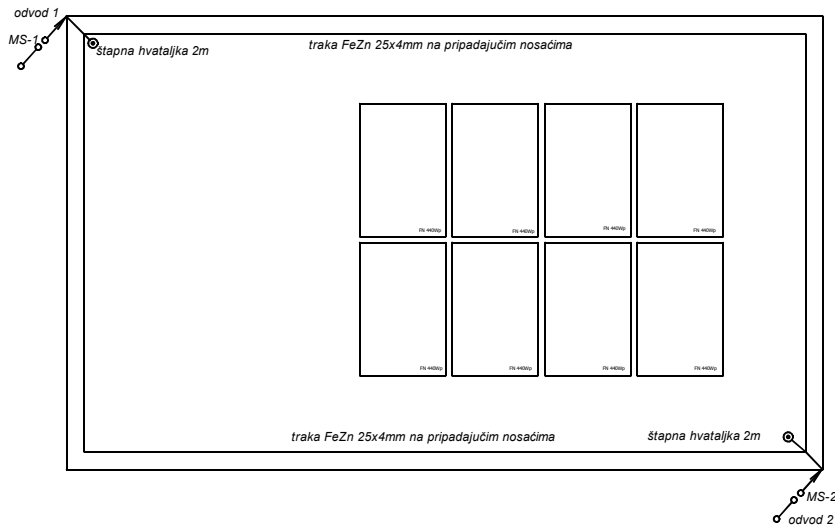 odvod 1
MS-1
štapna hvataljka 2m
traka FeZn 25x4mm na pripadajučim nosaćima
FN 440Wp
FN 440Wp
FN 440Wp
FN 440Wp
FN 440Wp
FN 440Wp
FN 440Wp
FN 440Wp
traka FeZn 25x4mm na pripadajučim nosaćima
štapna hvataljka 2m
MS-2
odvod 2